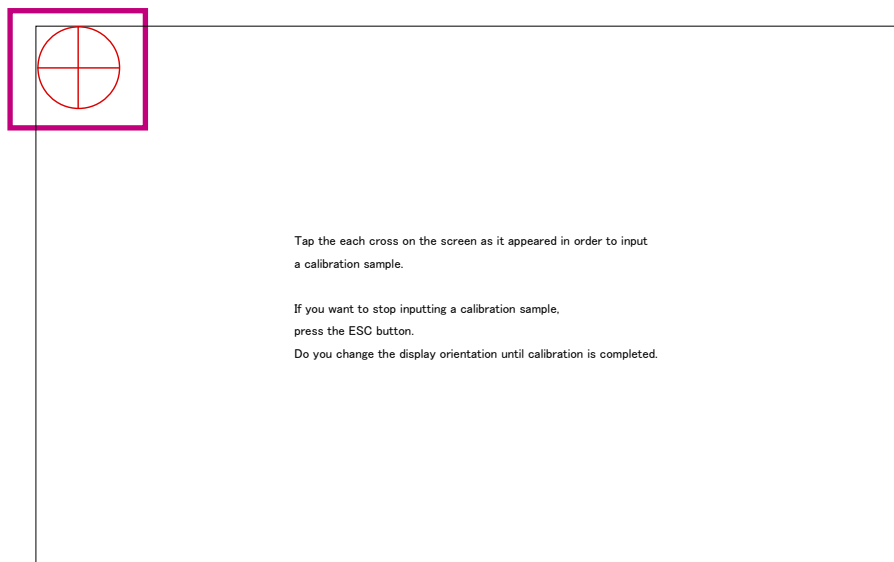 Tap the each cross on the screen as it appeared in order to input
a calibration sample.
If you want to stop inputting a calibration sample,
press the ESC button.
Do you change the display orientation until calibration is completed.